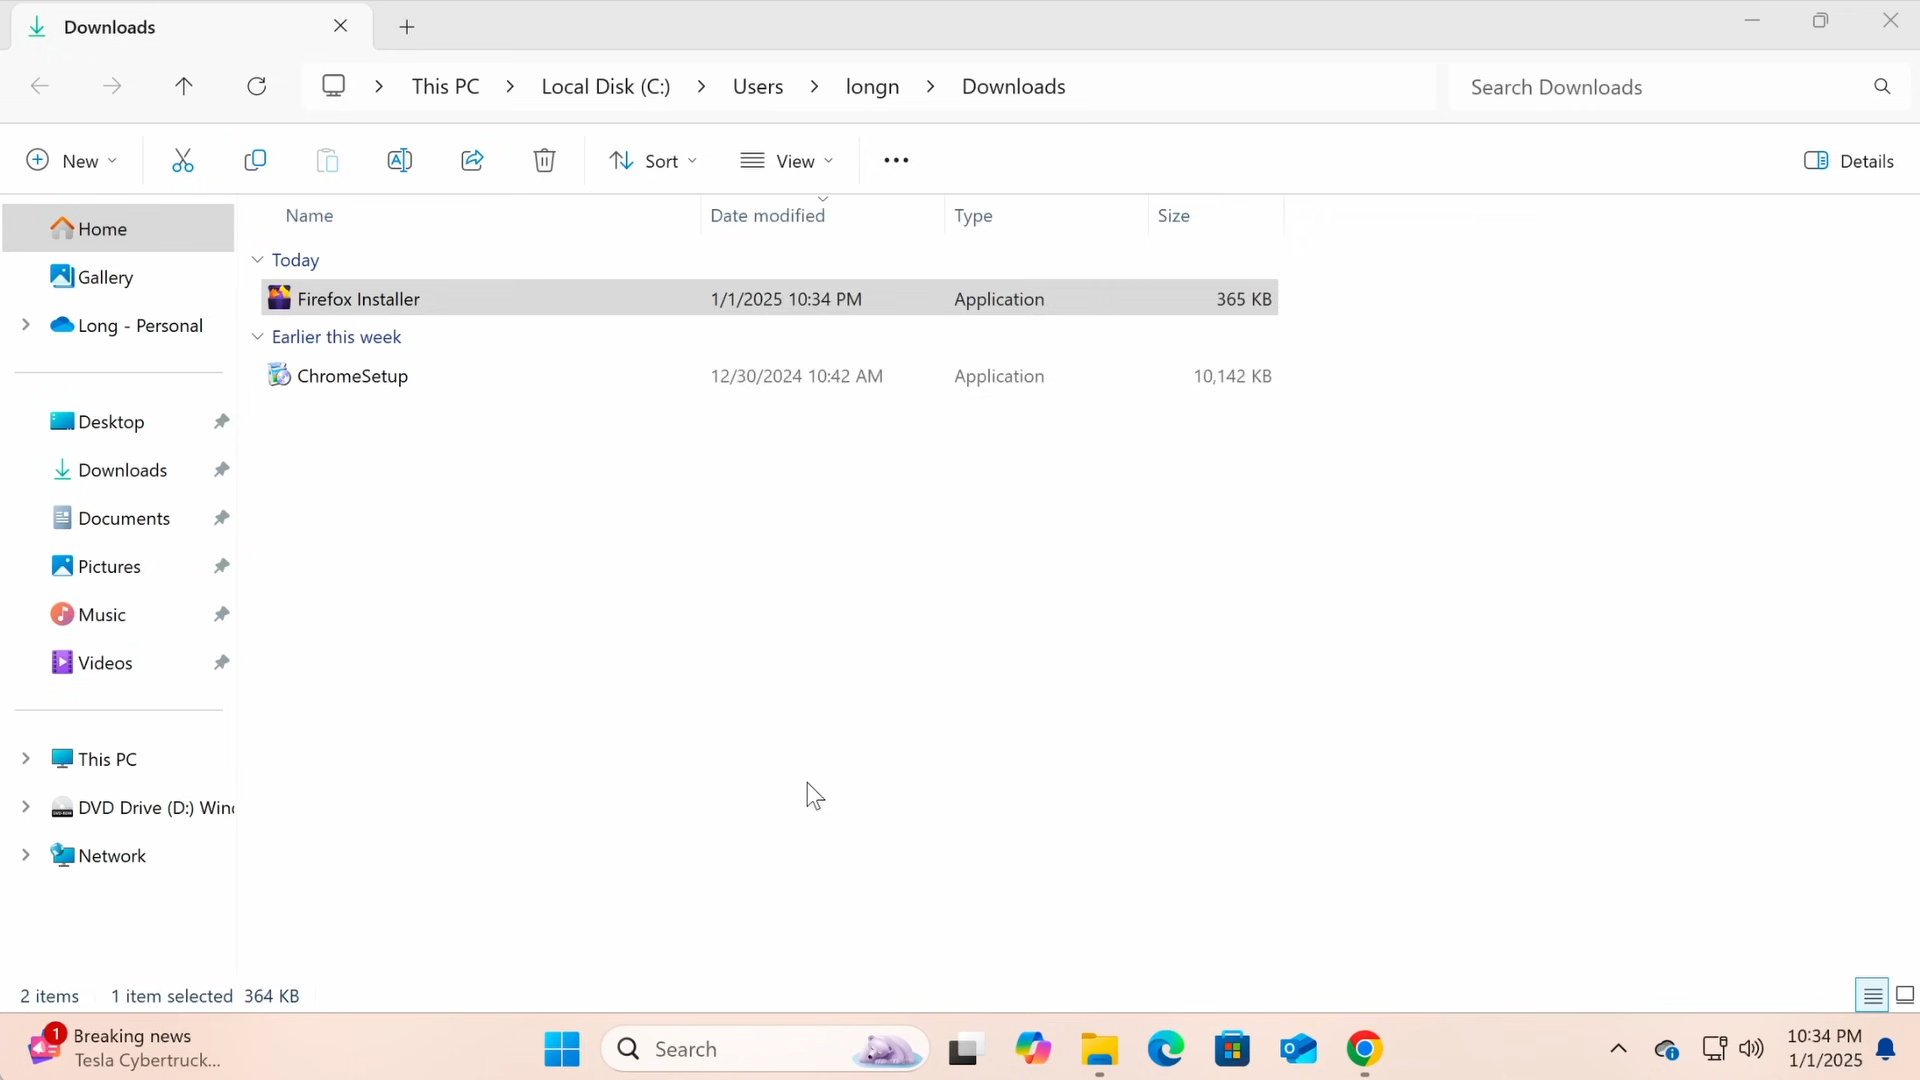 Downloads
This PC > Local Disk (C:) > Users > longn > Downloads
Search Downloads
New
Sort
View
Details
Name Date modified Type Size
Home
Gallery
Long - Personal
Desktop
Downloads
Documents
Pictures
Music
Videos
This PC
DVD Drive (D:) Wind
Network
Today
Firefox Installer 1/1/2025 10:34 PM Application 365 KB
Earlier this week
ChromeSetup 12/30/2024 10:42 AM Application 10,142 KB
2 items 1 item selected 364 KB
1
Breaking news
Tesla Cybertruck...
Search
10:34 PM
1/1/2025